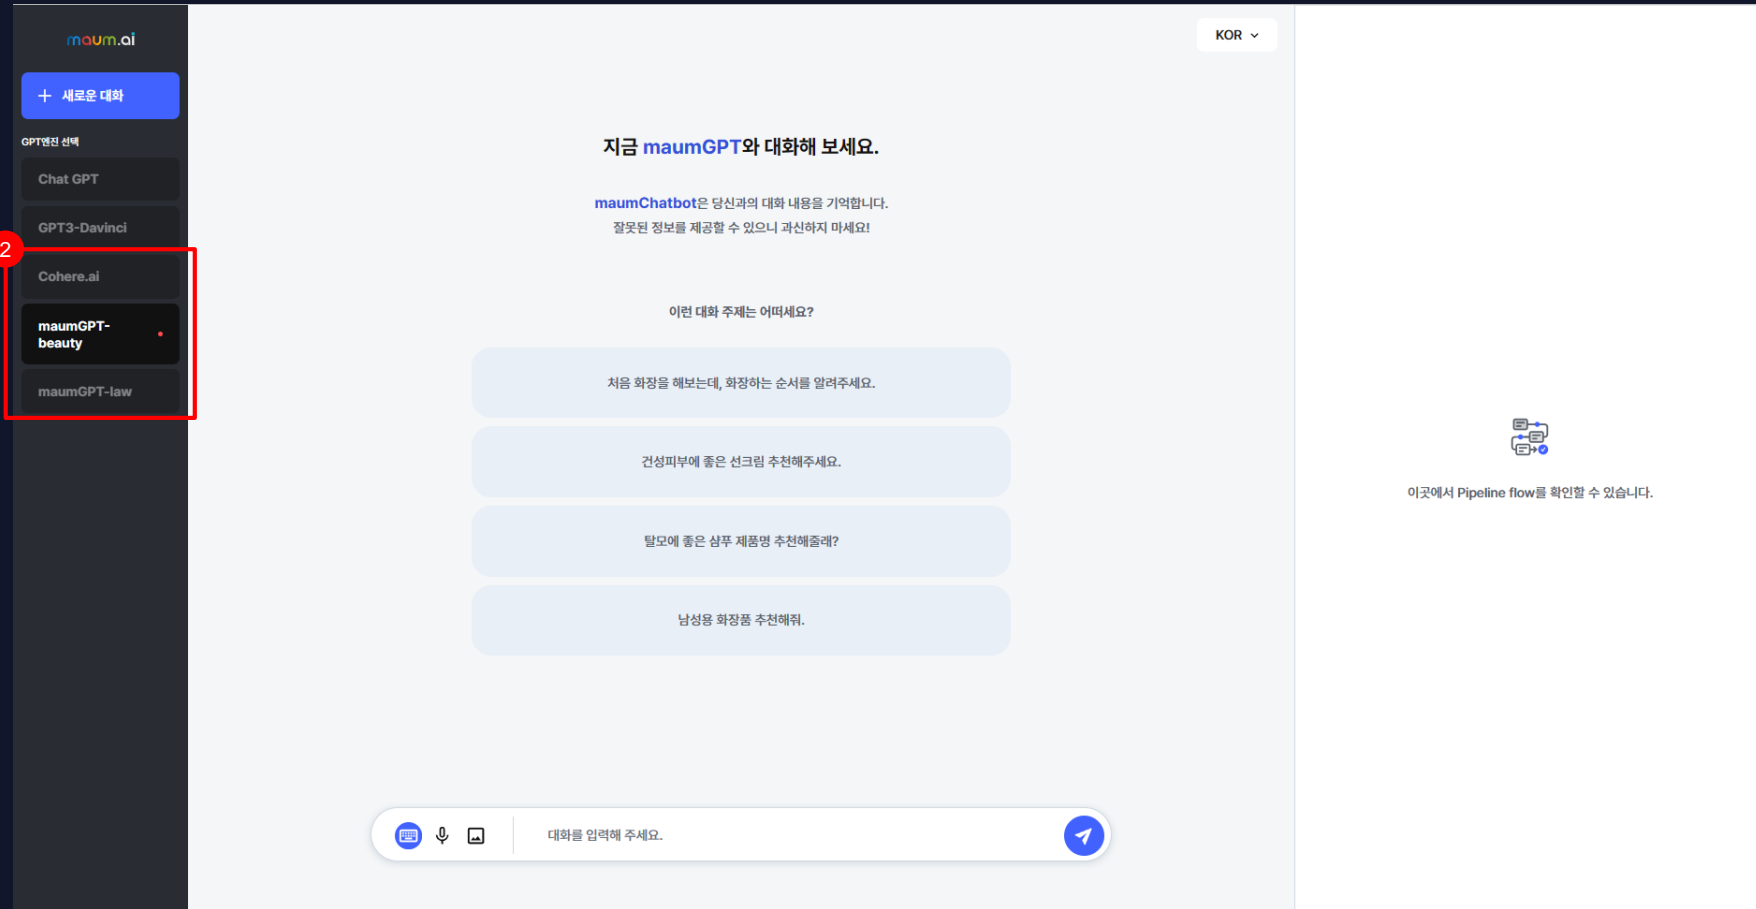 maum.ai
KOR
+ 새로운 대화
GPT엔진 선택
Chat GPT
GPT3-Davinci
2
Cohere.ai
maumGPT-
beauty
maumGPT-law
지금 maumGPT와 대화해 보세요.
maumChatbot은 당신과의 대화 내용을 기억합니다.
잘못된 정보를 제공할 수 있으니 과신하지 마세요!
이런 대화 주제는 어떠세요?
처음 화장을 해보는데, 화장하는 순서를 알려주세요.
건성피부에 좋은 선크림 추천해주세요.
탈모에 좋은 샴푸 제품명 추천해줄래?
남성용 화장품 추천해줘.
대화를 입력해 주세요.
이곳에서 Pipeline flow를 확인할 수 있습니다.